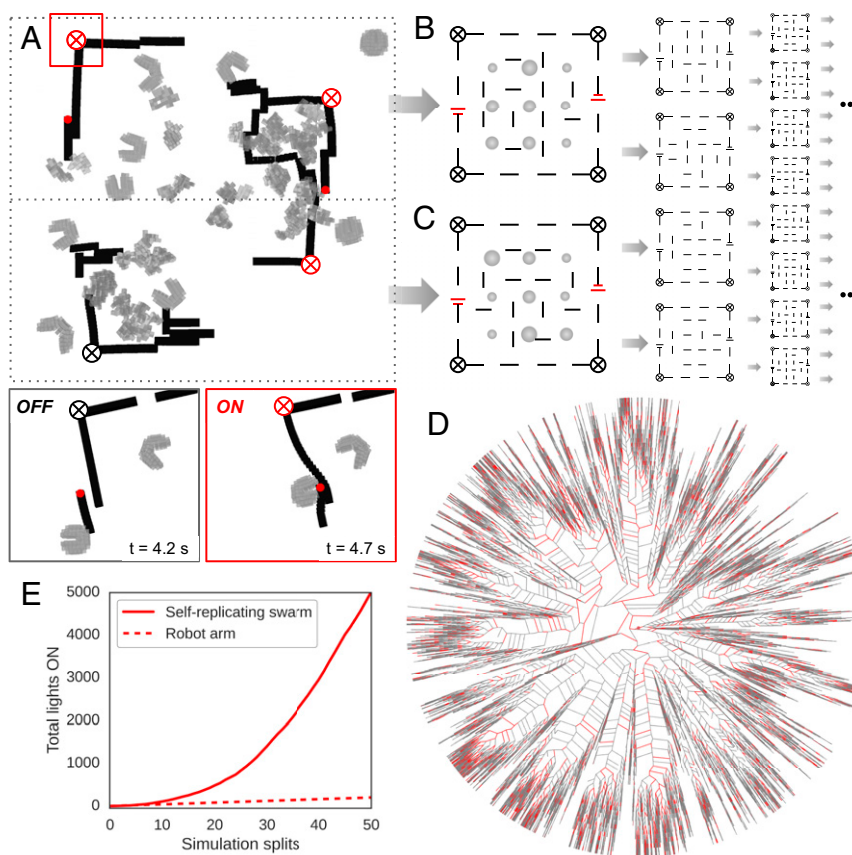 A
B
C
OFF
t = 4.2 s
ON
t = 4.7 s
D
E
5000
4000
3000
2000
1000
0
Total lights ON
Self-replicating swarm
Robot arm
0 10 20 30 40 50
Simulation splits